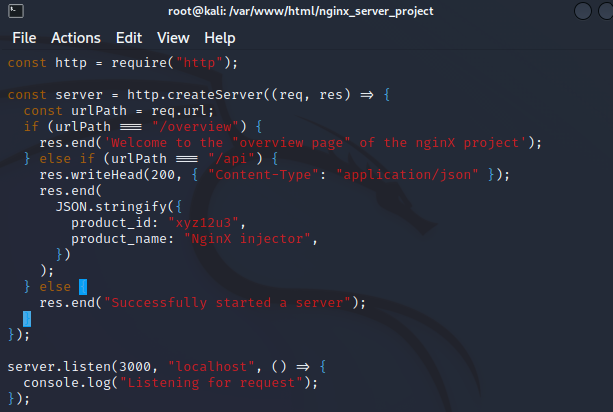 root@kali: /var/www/html/nginx_server_project
File Actions Edit View Help
const http = require("http");
const server = http.createServer((req, res) => {
  const urlPath = req.url;
  if (urlPath === "/overview") {
    res.end('Welcome to the "overview page" of the nginX project');
  } else if (urlPath === "/api") {
    res.writeHead(200, { "Content-Type": "application/json" });
    res.end(
      JSON.stringify({
        product_id: "xyz12u3",
        product_name: "NginX injector",
      })
    );
  } else {
    res.end("Successfully started a server");
  }
});
server.listen(3000, "localhost", () => {
  console.log("Listening for request");
});